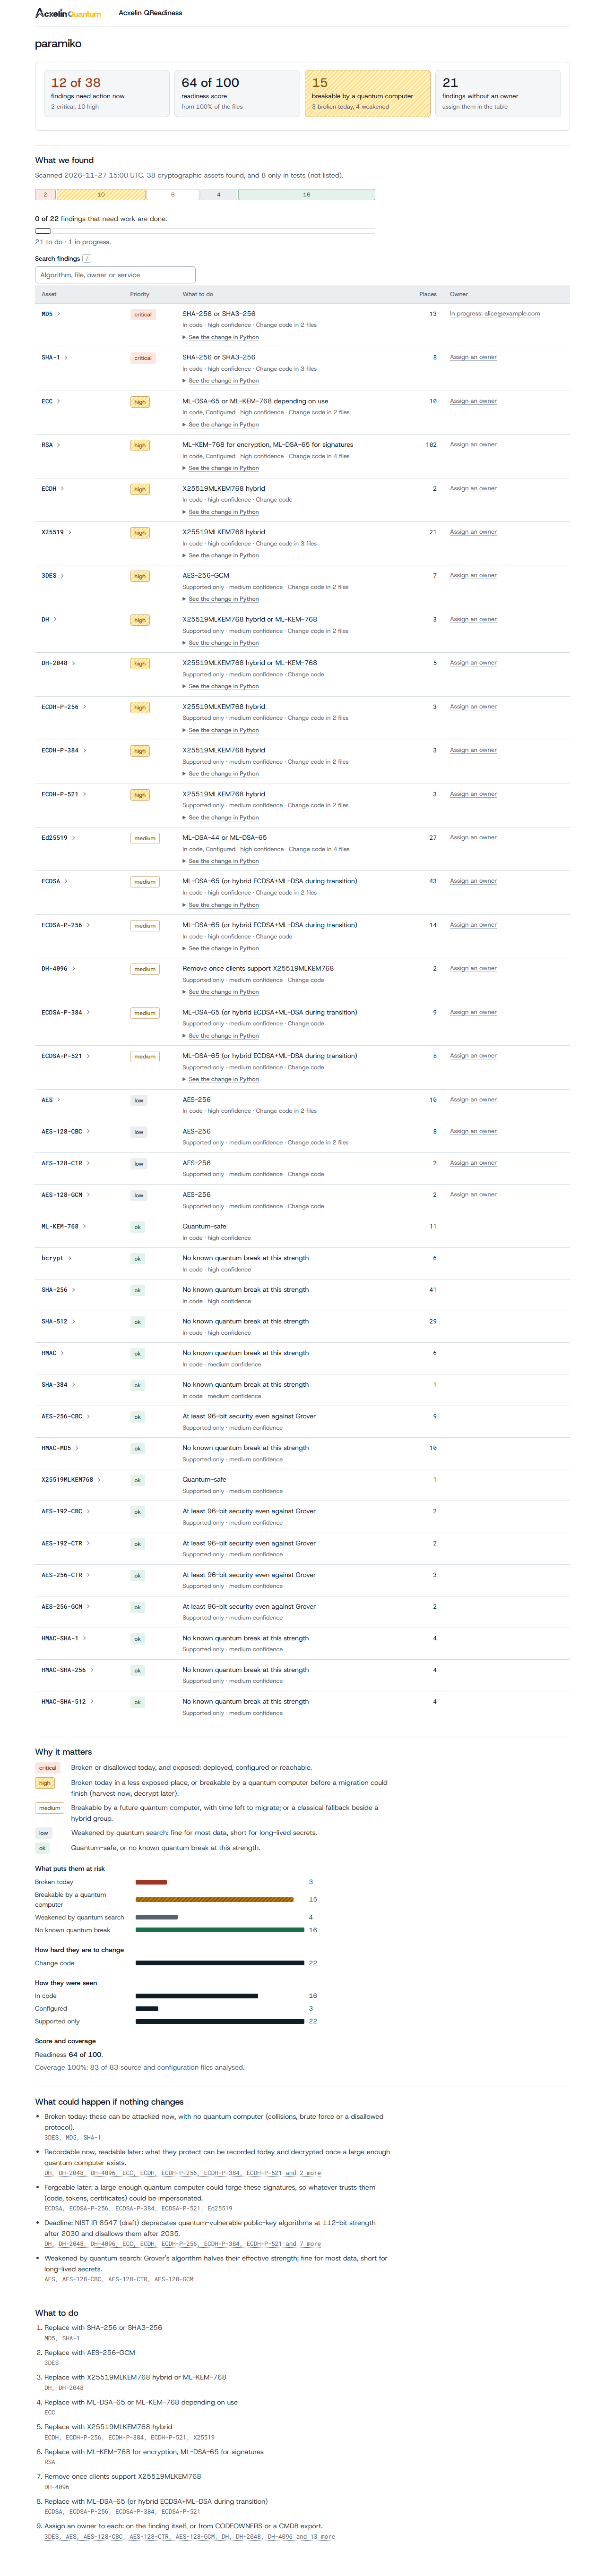 Acxelin Quantum
Acxelin QReadiness
paramiko
12 of 38
findings need action now
2 critical, 10 high
64 of 100
readiness score
from 100% of the files
15
breakable by a quantum computer
3 broken today, 4 weakened
21
findings without an owner
assign them in the table
What we found
Scanned 2026-11-27 15:00 UTC. 38 cryptographic assets found, and 8 only in tests (not listed).
2 10 6 4 16
0 of 22 findings that need work are done.
21 to do · 1 in progress.
Search findings /
Algorithm, file, owner or service
Asset Priority What to do Places Owner
MD5 > critical SHA-256 or SHA3-256 13 In progress: alice@example.com
In code · high confidence · Change code in 2 files
▶ See the change in Python
SHA-1 > critical SHA-256 or SHA3-256 8 Assign an owner
In code · high confidence · Change code in 3 files
▶ See the change in Python
ECC > high ML-DSA-65 or ML-KEM-768 depending on use 10 Assign an owner
In code, Configured · high confidence · Change code in 2 files
▶ See the change in Python
RSA > high ML-KEM-768 for encryption, ML-DSA-65 for signatures 102 Assign an owner
In code, Configured · high confidence · Change code in 4 files
▶ See the change in Python
ECDH > high X25519MLKEM768 hybrid 2 Assign an owner
In code · high confidence · Change code
▶ See the change in Python
X25519 > high X25519MLKEM768 hybrid 21 Assign an owner
In code · high confidence · Change code in 3 files
▶ See the change in Python
3DES > high AES-256-GCM 7 Assign an owner
Supported only · medium confidence · Change code in 2 files
▶ See the change in Python
DH > high X25519MLKEM768 hybrid or ML-KEM-768 3 Assign an owner
Supported only · medium confidence · Change code in 2 files
▶ See the change in Python
DH-2048 > high X25519MLKEM768 hybrid or ML-KEM-768 5 Assign an owner
Supported only · medium confidence · Change code
▶ See the change in Python
ECDH-P-256 > high X25519MLKEM768 hybrid 3 Assign an owner
Supported only · medium confidence · Change code in 2 files
▶ See the change in Python
ECDH-P-384 > high X25519MLKEM768 hybrid 3 Assign an owner
Supported only · medium confidence · Change code in 2 files
▶ See the change in Python
ECDH-P-521 > high X25519MLKEM768 hybrid 3 Assign an owner
Supported only · medium confidence · Change code in 2 files
▶ See the change in Python
Ed25519 > medium ML-DSA-44 or ML-DSA-65 27 Assign an owner
In code, Configured · high confidence · Change code in 4 files
▶ See the change in Python
ECDSA > medium ML-DSA-65 (or hybrid ECDSA+ML-DSA during transition) 43 Assign an owner
In code · high confidence · Change code in 2 files
▶ See the change in Python
ECDSA-P-256 > medium ML-DSA-65 (or hybrid ECDSA+ML-DSA during transition) 14 Assign an owner
In code · high confidence · Change code
▶ See the change in Python
DH-4096 > medium Remove once clients support X25519MLKEM768 2 Assign an owner
Supported only · medium confidence · Change code
▶ See the change in Python
ECDSA-P-384 > medium ML-DSA-65 (or hybrid ECDSA+ML-DSA during transition) 9 Assign an owner
Supported only · medium confidence · Change code
▶ See the change in Python
ECDSA-P-521 > medium ML-DSA-65 (or hybrid ECDSA+ML-DSA during transition) 8 Assign an owner
Supported only · medium confidence · Change code
▶ See the change in Python
AES > low AES-256 10 Assign an owner
In code · high confidence · Change code in 2 files
AES-128-CBC > low AES-256 8 Assign an owner
Supported only · medium confidence · Change code in 2 files
AES-128-CTR > low AES-256 2 Assign an owner
Supported only · medium confidence · Change code
AES-128-GCM > low AES-256 2 Assign an owner
Supported only · medium confidence · Change code
ML-KEM-768 > ok Quantum-safe 11
In code · high confidence
bcrypt > ok No known quantum break at this strength 6
In code · high confidence
SHA-256 > ok No known quantum break at this strength 41
In code · high confidence
SHA-512 > ok No known quantum break at this strength 29
In code · high confidence
HMAC > ok No known quantum break at this strength 6
In code · medium confidence
SHA-384 > ok No known quantum break at this strength 1
In code · medium confidence
AES-256-CBC > ok At least 96-bit security even against Grover 9
Supported only · medium confidence
HMAC-MD5 > ok No known quantum break at this strength 10
Supported only · medium confidence
X25519MLKEM768 > ok Quantum-safe 1
Supported only · medium confidence
AES-192-CBC > ok At least 96-bit security even against Grover 2
Supported only · medium confidence
AES-192-CTR > ok At least 96-bit security even against Grover 2
Supported only · medium confidence
AES-256-CTR > ok At least 96-bit security even against Grover 3
Supported only · medium confidence
AES-256-GCM > ok At least 96-bit security even against Grover 2
Supported only · medium confidence
HMAC-SHA-1 > ok No known quantum break at this strength 4
Supported only · medium confidence
HMAC-SHA-256 > ok No known quantum break at this strength 4
Supported only · medium confidence
HMAC-SHA-512 > ok No known quantum break at this strength 4
Supported only · medium confidence
Why it matters
critical Broken or disallowed today, and exposed: deployed, configured or reachable.
high Broken today in a less exposed place, or breakable by a quantum computer before a migration could
finish (harvest now, decrypt later).
medium Breakable by a future quantum computer, with time left to migrate; or a classical fallback beside a
hybrid group.
low Weakened by quantum search: fine for most data, short for long-lived secrets.
ok Quantum-safe, or no known quantum break at this strength.
What puts them at risk
Broken today 3
Breakable by a quantum
computer 15
Weakened by quantum search 4
No known quantum break 16
How hard they are to change
Change code 22
How they were seen
In code 16
Configured 3
Supported only 22
Score and coverage
Readiness 64 of 100.
Coverage 100%: 83 of 83 source and configuration files analysed.
What could happen if nothing changes
• Broken today: these can be attacked now, with no quantum computer (collisions, brute force or a disallowed
protocol).
3DES, MD5, SHA-1
• Recordable now, readable later: what they protect can be recorded today and decrypted once a large enough
quantum computer exists.
DH, DH-2048, DH-4096, ECC, ECDH, ECDH-P-256, ECDH-P-384, ECDH-P-521 and 2 more
• Forgeable later: a large enough quantum computer could forge these signatures, so whatever trusts them
(code, tokens, certificates) could be impersonated.
ECDSA, ECDSA-P-256, ECDSA-P-384, ECDSA-P-521, Ed25519
• Deadline: NIST IR 8547 (draft) deprecates quantum-vulnerable public-key algorithms at 112-bit strength
after 2030 and disallows them after 2035.
DH, DH-2048, DH-4096, ECC, ECDH, ECDH-P-256, ECDH-P-384, ECDH-P-521 and 7 more
• Weakened by quantum search: Grover's algorithm halves their effective strength; fine for most data, short for
long-lived secrets.
AES, AES-128-CBC, AES-128-CTR, AES-128-GCM
What to do
1. Replace with SHA-256 or SHA3-256
MD5, SHA-1
2. Replace with AES-256-GCM
3DES
3. Replace with X25519MLKEM768 hybrid or ML-KEM-768
DH, DH-2048
4. Replace with ML-DSA-65 or ML-KEM-768 depending on use
ECC
5. Replace with X25519MLKEM768 hybrid
ECDH, ECDH-P-256, ECDH-P-384, ECDH-P-521, X25519
6. Replace with ML-KEM-768 for encryption, ML-DSA-65 for signatures
RSA
7. Remove once clients support X25519MLKEM768
DH-4096
8. Replace with ML-DSA-65 (or hybrid ECDSA+ML-DSA during transition)
ECDSA, ECDSA-P-256, ECDSA-P-384, ECDSA-P-521
9. Assign an owner to each: on the finding itself, or from CODEOWNERS or a CMDB export.
3DES, AES, AES-128-CBC, AES-128-CTR, AES-128-GCM, DH, DH-2048, DH-4096 and 13 more